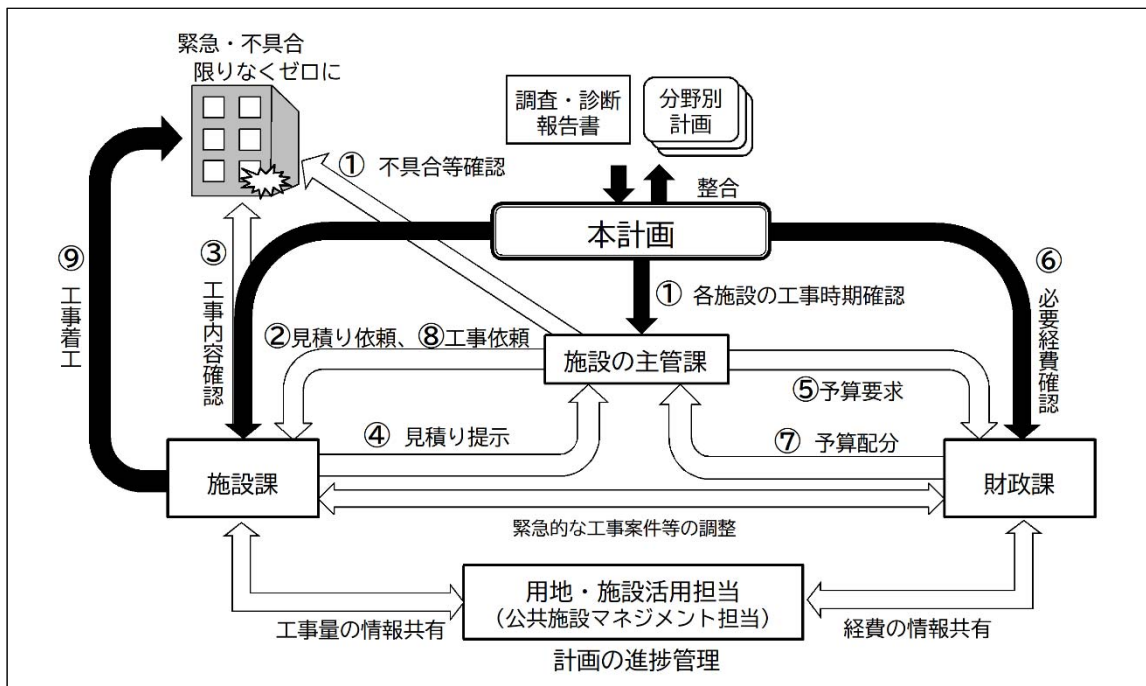 緊急・不具合
限りなくゼロに
調査・診断
報告書
分野別
計画
① 不具合等確認
整合
本計画
⑨工事着工
③工事内容確認
① 各施設の工事時期確認
⑥必要経費確認
②見積り依頼、⑧工事依頼
施設の主管課
⑤予算要求
④ 見積り提示
⑦ 予算配分
施設課
財政課
緊急的な工事案件等の調整
用地・施設活用担当
（公共施設マネジメント担当）
工事量の情報共有
経費の情報共有
計画の進捗管理